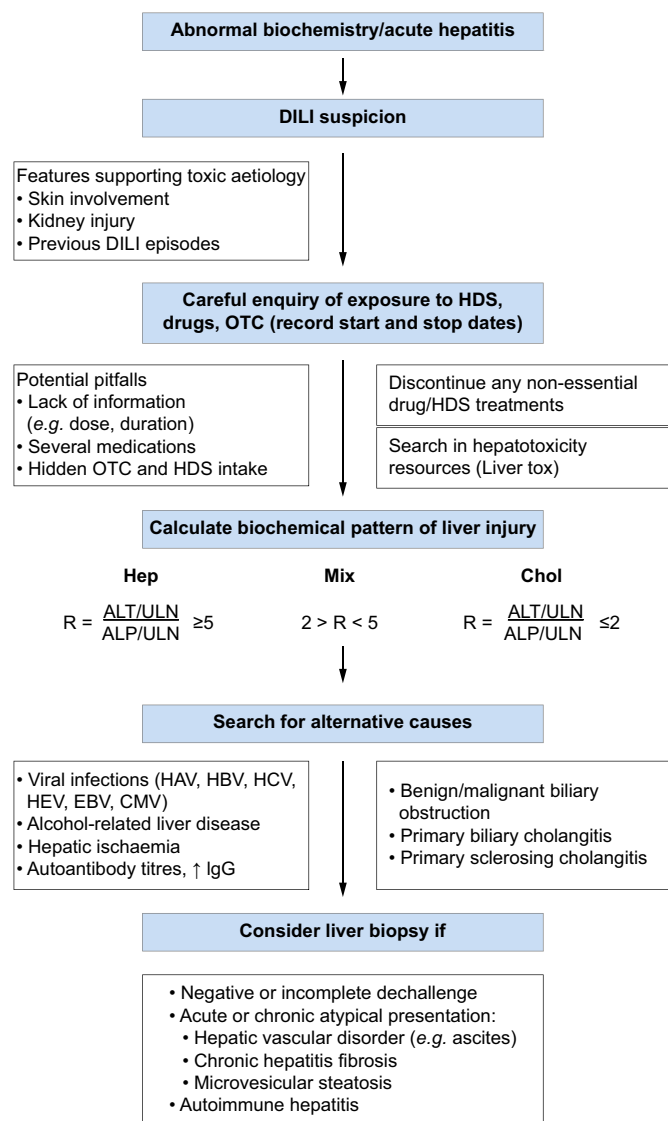 Abnormal biochemistry/acute hepatitis
DILI suspicion
Features supporting toxic aetiology
• Skin involvement
• Kidney injury
• Previous DILI episodes
Careful enquiry of exposure to HDS,
drugs, OTC (record start and stop dates)
Potential pitfalls
• Lack of information
(e.g. dose, duration)
• Several medications
• Hidden OTC and HDS intake
Discontinue any non-essential
drug/HDS treatments
Search in hepatotoxicity
resources (Liver tox)
Calculate biochemical pattern of liver injury
Hep
R = ALT/ULN
ALP/ULN ≥5
Mix
2 > R < 5
Chol
R = ALT/ULN
ALP/ULN ≤2
Search for alternative causes
• Viral infections (HAV, HBV, HCV,
HEV, EBV, CMV)
• Alcohol-related liver disease
• Hepatic ischaemia
• Autoantibody titres, ↑ IgG
• Benign/malignant biliary
obstruction
• Primary biliary cholangitis
• Primary sclerosing cholangitis
Consider liver biopsy if
• Negative or incomplete dechallenge
• Acute or chronic atypical presentation:
• Hepatic vascular disorder (e.g. ascites)
• Chronic hepatitis fibrosis
• Microvesicular steatosis
• Autoimmune hepatitis